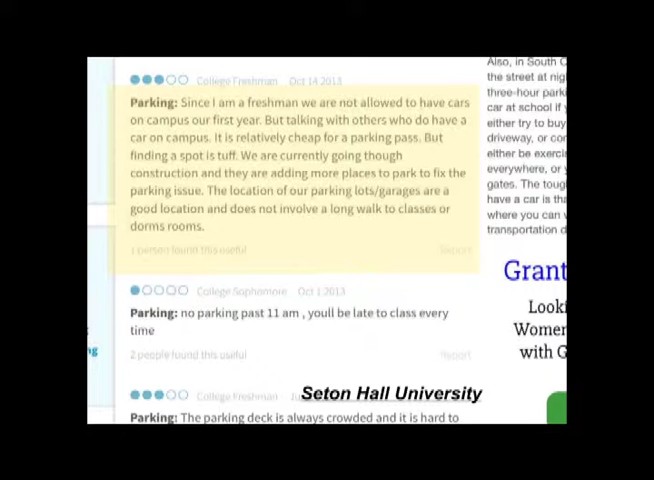 College Freshman Oct 14 2013
Parking: Since I am a freshman we are not allowed to have cars
on campus our first year. But talking with others who do have a
car on campus. It is relatively cheap for a parking pass. But
finding a spot is tuff. We are currently going though
construction and they are adding more places to park to fix the
parking issue. The location of our parking lots/garages are a
good location and does not involve a long walk to classes or
dorms rooms.
1 person found this useful Report
College Sophomore Oct 1 2013
Parking: no parking past 11 am , youll be late to class every
time
2 people found this useful Report
College Freshman
Seton Hall University
Parking: The parking deck is always crowded and it is hard to
ng
Also, in South C
the street at nig
three-hour parki
car at school if y
either try to buy
driveway, or con
either be exerci
everywhere, or y
gates. The toug
have a car is tha
where you can v
transportation d
Grant
Looki
Women
with G